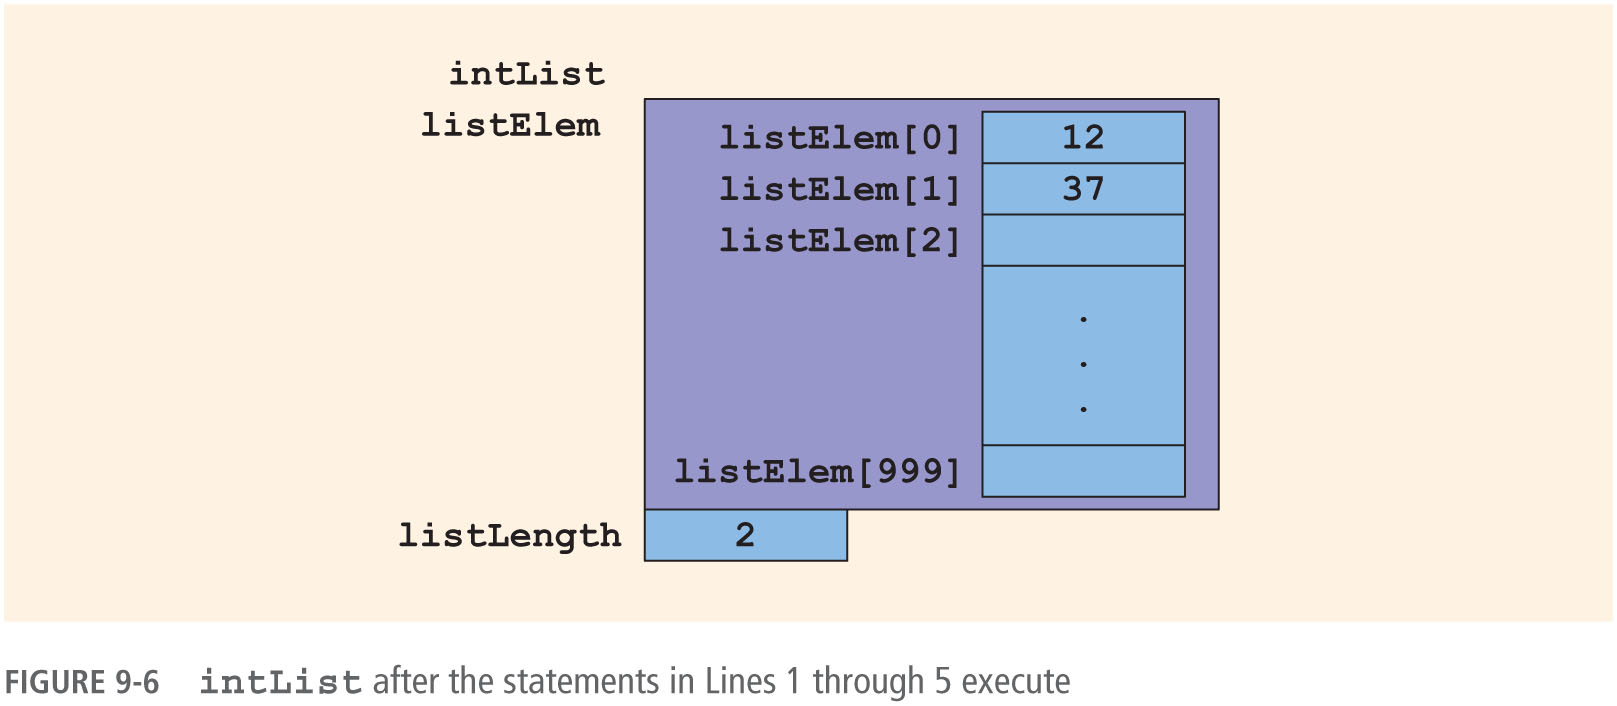 intList
listElem
listElem[0] 12
listElem[1] 37
listElem[2]
.
.
.
listElem[999]
listLength 2
FIGURE 9-6 intList after the statements in Lines 1 through 5 execute